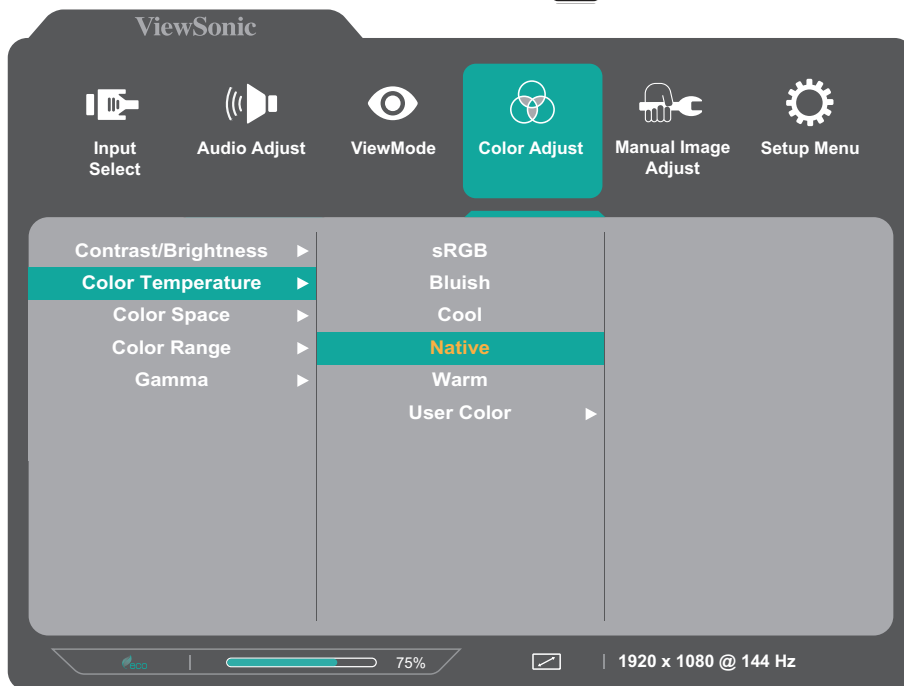 ViewSonic
Input
Select
Audio Adjust
ViewMode
Color Adjust
Manual Image
Adjust
Setup Menu
Contrast/Brightness
Color Temperature
Color Space
Color Range
Gamma
sRGB
Bluish
Cool
Native
Warm
User Color
eco
75%
1920 x 1080 @ 144 Hz